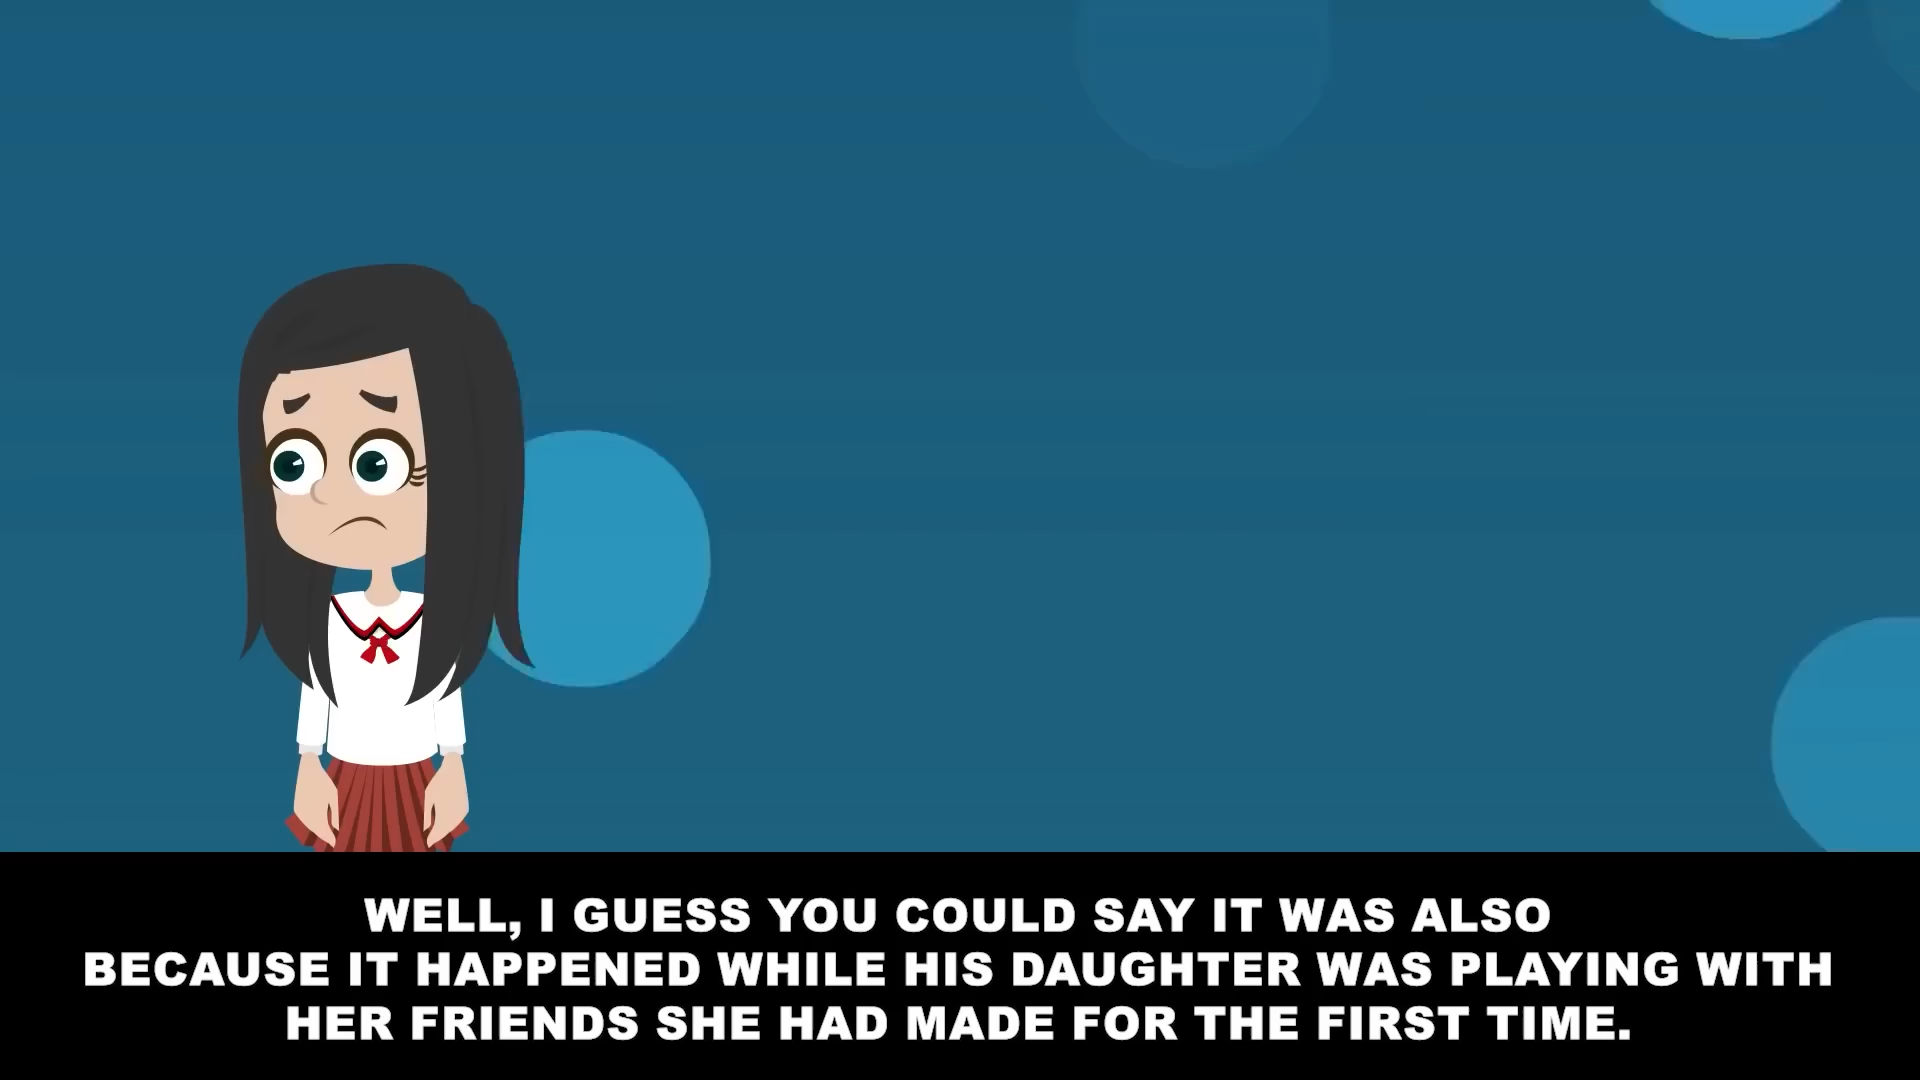 WELL, I GUESS YOU COULD SAY IT WAS ALSO
BECAUSE IT HAPPENED WHILE HIS DAUGHTER WAS PLAYING WITH
HER FRIENDS SHE HAD MADE FOR THE FIRST TIME.